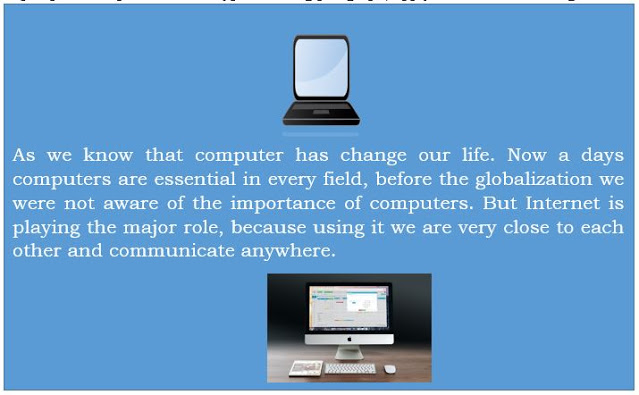 As we know that computer has change our life. Now a days
computers are essential in every field, before the globalization we
were not aware of the importance of computers. But Internet is
playing the major role, because using it we are very close to each
other and communicate anywhere.